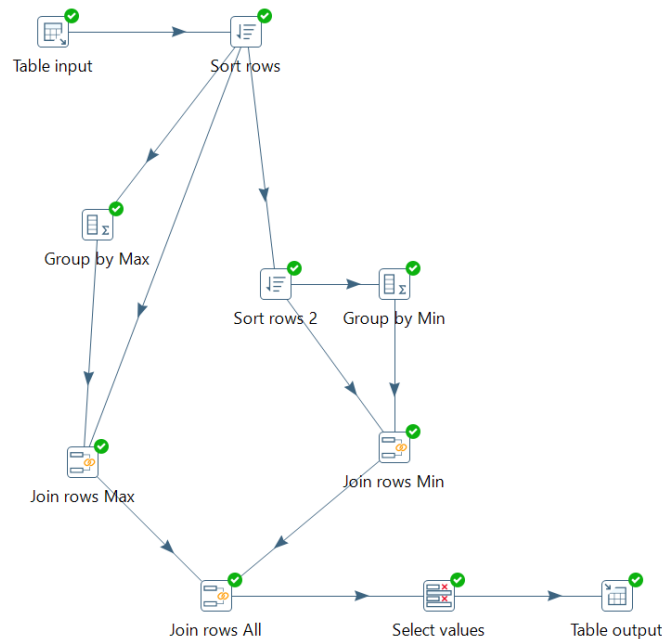 Table input
Sort rows
Group by Max
Sort rows 2
Group by Min
Join rows Max
Join rows Min
Join rows All
Select values
Table output